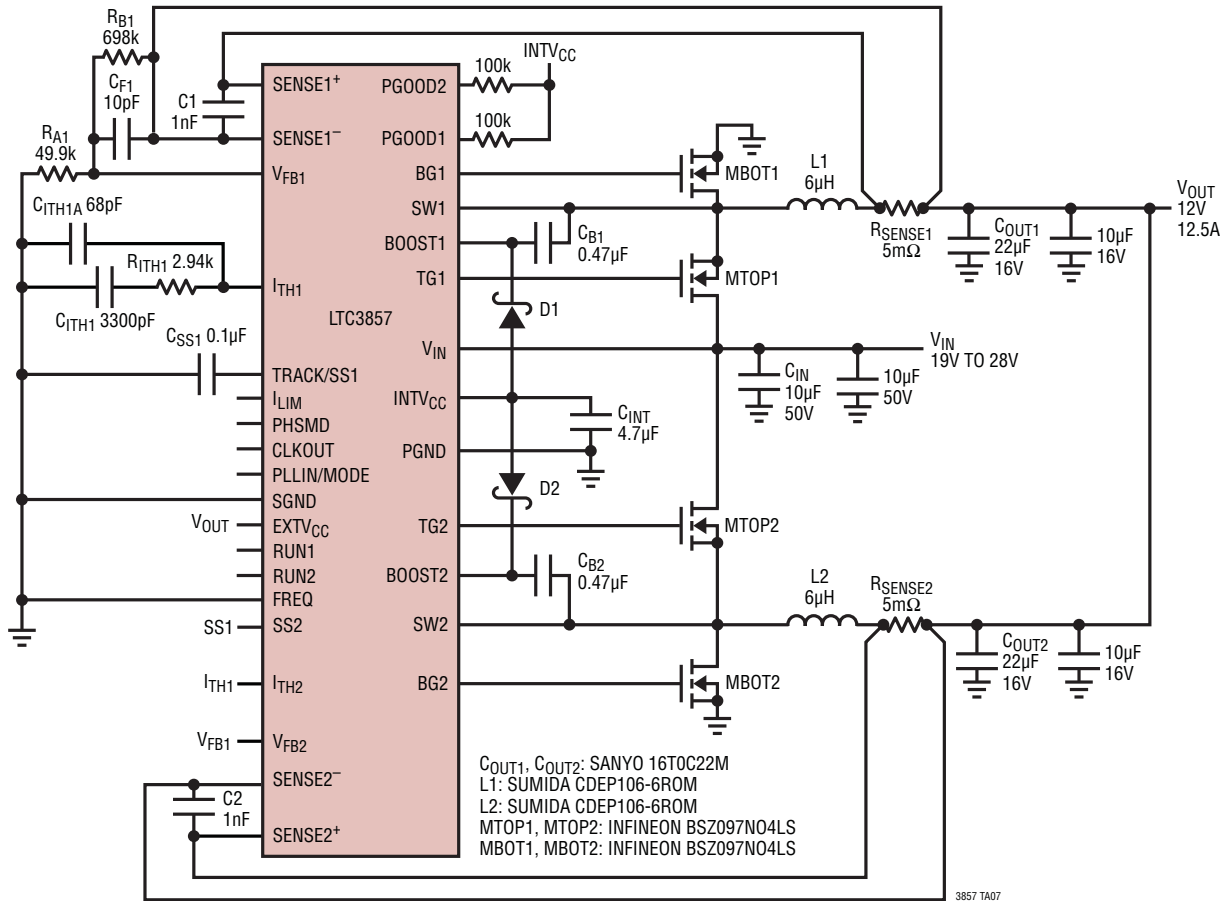 RB1
698k
CF1
10pF
RA1
49.9k
C1
1nF
CITH1A 68pF
RITH1 2.94k
CITH1 3300pF
CSS1 0.1µF
VOUT
SS1
ITH1
VFB1
C2
1nF
SENSE1+
SENSE1–
VFB1
ITH1
LTC3857
TRACK/SS1
ILIM
PHSMD
CLKOUT
PLLIN/MODE
SGND
EXTVCC
RUN1
RUN2
FREQ
SS2
ITH2
VFB2
SENSE2–
SENSE2+
PGOOD2
PGOOD1
BG1
SW1
BOOST1
TG1
VIN
INTVCC
PGND
TG2
BOOST2
SW2
BG2
INTVCC
100k
100k
MBOT1
CB1
0.47µF
MTOP1
D1
L1
6µH
RSENSE1
5mΩ
COUT1
22µF
16V
10µF
16V
VOUT
12V
12.5A
VIN
19V TO 28V
CIN
10µF
50V
10µF
50V
CINT
4.7µF
D2
MTOP2
CB2
0.47µF
L2
6µH
RSENSE2
5mΩ
COUT2
22µF
16V
10µF
16V
MBOT2
COUT1, COUT2: SANYO 16T0C22M
L1: SUMIDA CDEP106-6ROM
L2: SUMIDA CDEP106-6ROM
MTOP1, MTOP2: INFINEON BSZ097NO4LS
MBOT1, MBOT2: INFINEON BSZ097NO4LS
3857 TA07